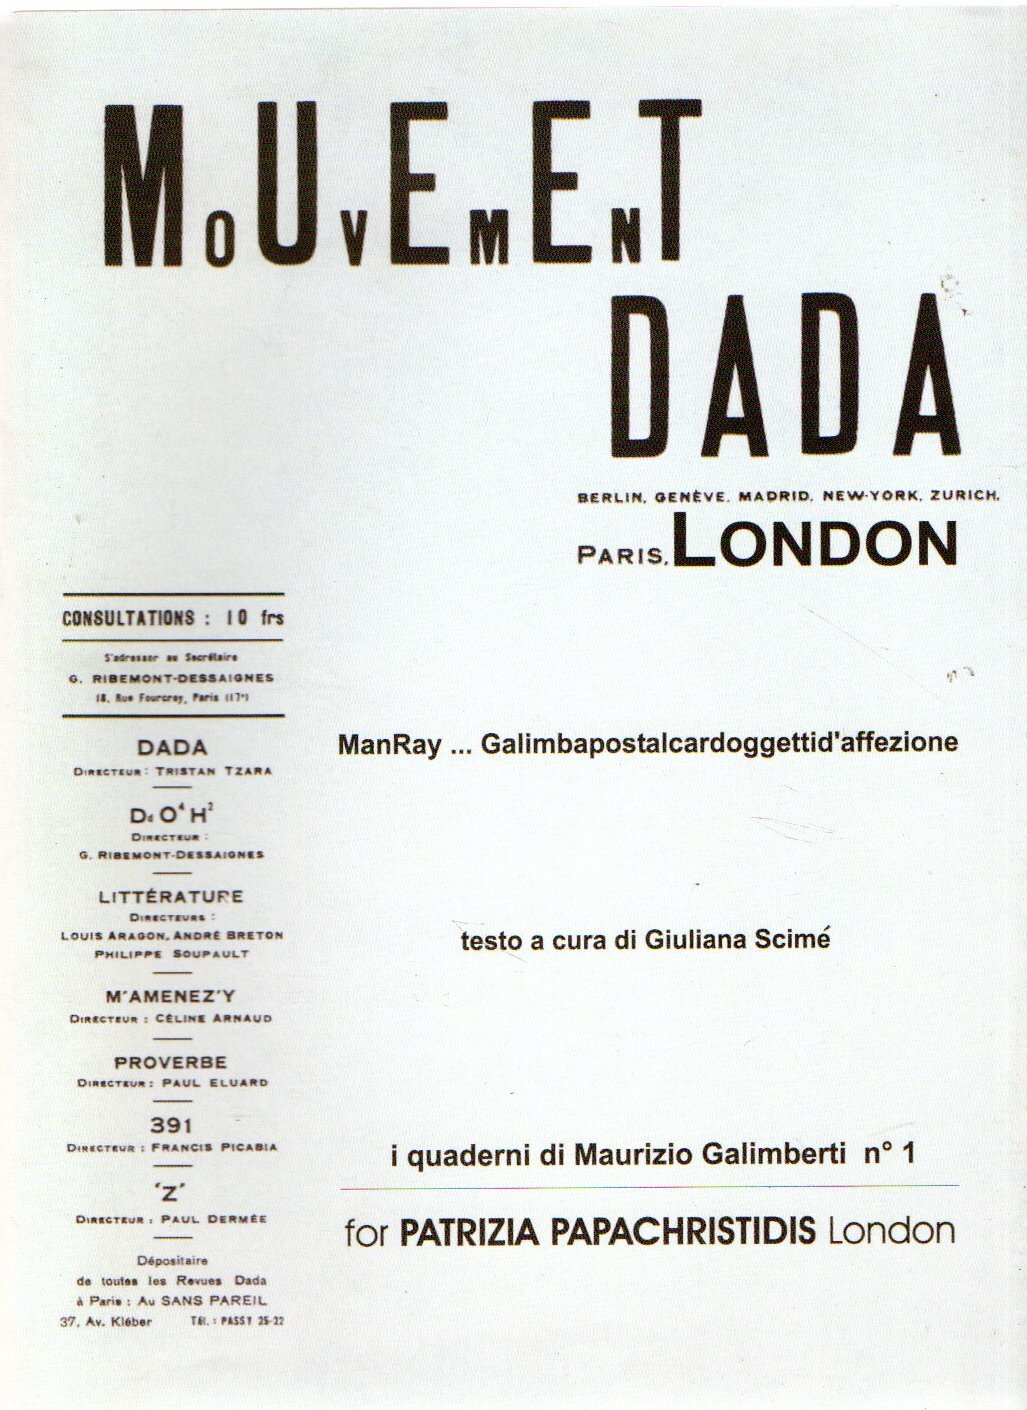 MOUVEMENT
DADA
BERLIN, GENÈVE, MADRID, NEW-YORK, ZURICH,
PARIS, LONDON
CONSULTATIONS : 10 frs
S'adresser au Secrétaire
G. RIBEMONT-DESSAIGNES
18, Rue Fourcroy, Paris (17e)
DADA
DIRECTEUR : TRISTAN TZARA
Dd O4 H2
DIRECTEUR :
G. RIBEMONT-DESSAIGNES
LITTÉRATURE
DIRECTEURS :
LOUIS ARAGON, ANDRÉ BRETON
PHILIPPE SOUPAULT
M'AMENEZ'Y
DIRECTEUR : CÉLINE ARNAUD
PROVERBE
DIRECTEUR : PAUL ELUARD
391
DIRECTEUR : FRANCIS PICABIA
'Z'
DIRECTEUR : PAUL DERMÉE
Dépositaire
de toutes les Revues Dada
à Paris : Au SANS PAREIL
37, Av. Kléber Tél. : PASSY 25-22
ManRay ... Galimbapostalcardoggettid'affezione
testo a cura di Giuliana Scimé
i quaderni di Maurizio Galimberti n° 1
for PATRIZIA PAPACHRISTIDIS London